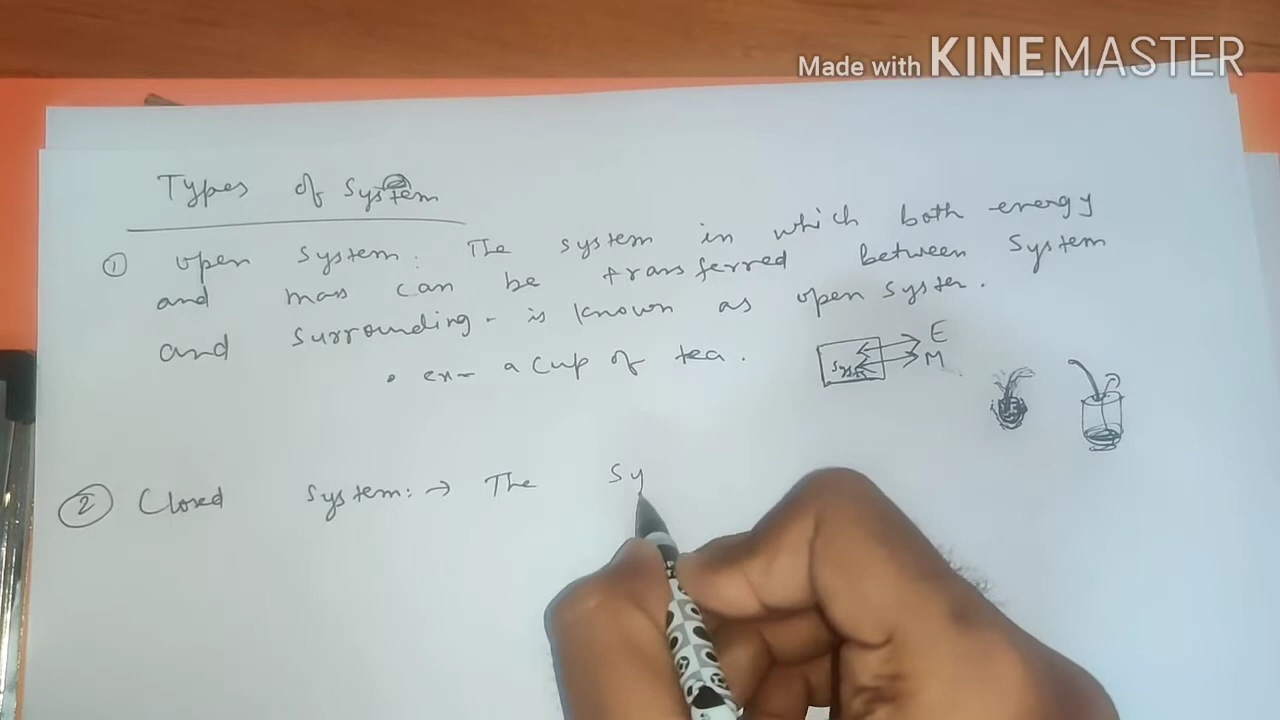 Made with KINEMASTER
Types of System
① open system: The system in which both energy
and mass can be transferred between System
and surrounding - is known as open system.
• ex- a cup of tea.
Syst E
M
② Closed system: → The Sy